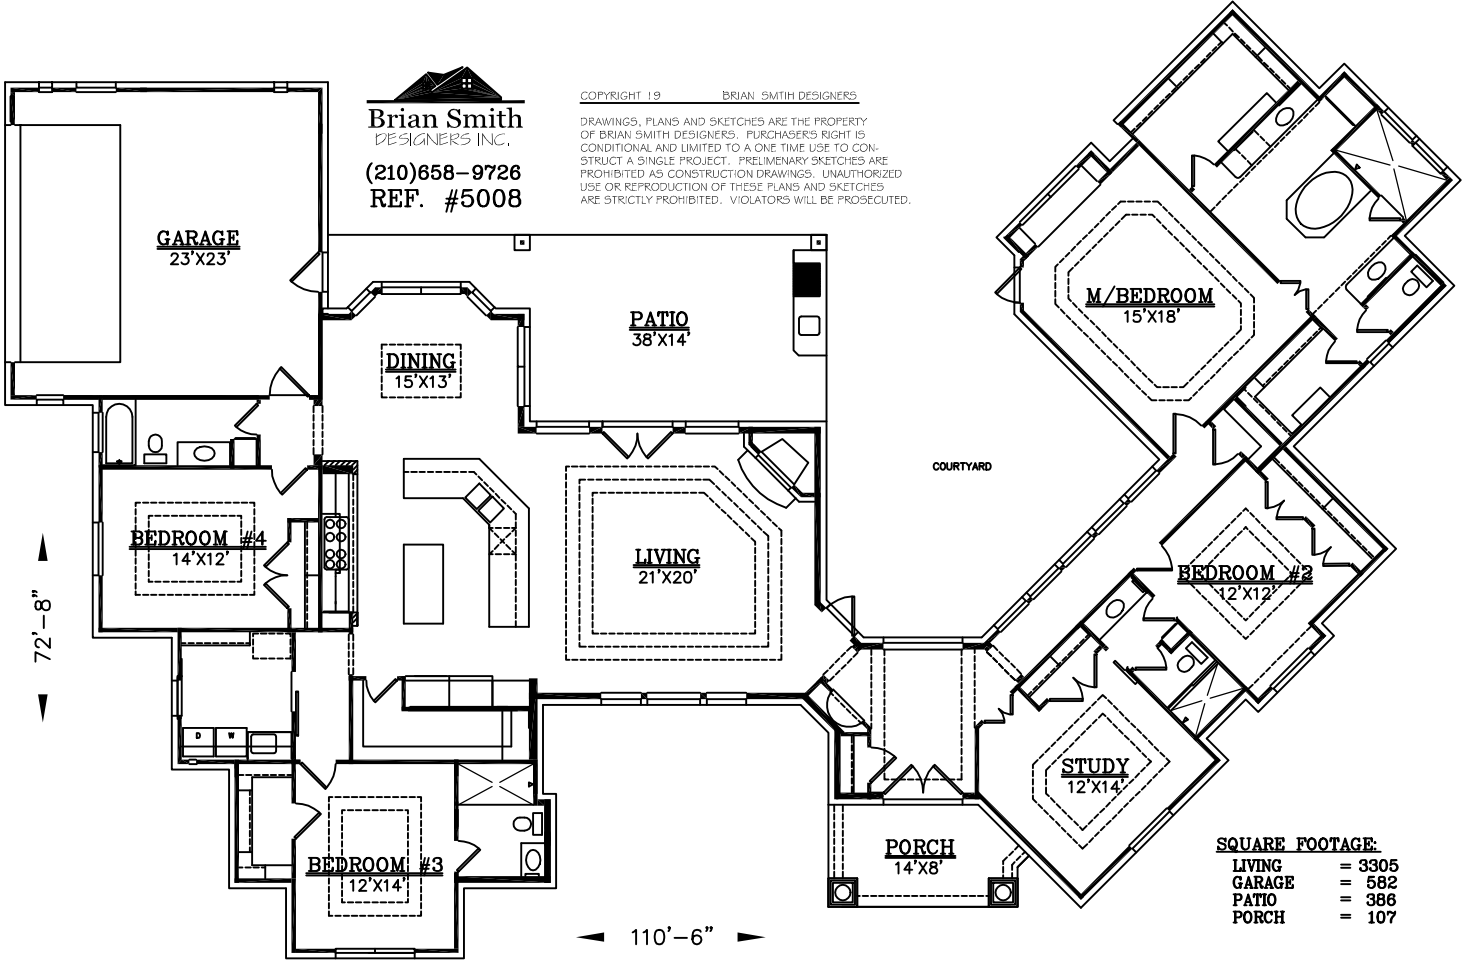 Brian Smith
DESIGNERS INC.
(210)658-9726
REF. #5008
COPYRIGHT 19 BRIAN SMTIH DESIGNERS
DRAWINGS, PLANS AND SKETCHES ARE THE PROPERTY
OF BRIAN SMITH DESIGNERS. PURCHASERS RIGHT IS
CONDITIONAL AND LIMITED TO A ONE TIME USE TO CON-
STRUCT A SINGLE PROJECT. PRELIMENARY SKETCHES ARE
PROHIBITED AS CONSTRUCTION DRAWINGS. UNAUTHORIZED
USE OR REPRODUCTION OF THESE PLANS AND SKETCHES
ARE STRICTLY PROHIBITED. VIOLATORS WILL BE PROSECUTED.
GARAGE
23'X23'
PATIO
38'X14'
M/BEDROOM
15'X18'
DINING
15'X13'
COURTYARD
BEDROOM #4
14'X12'
LIVING
21'X20'
BEDROOM #2
12'X12'
72'-8"
D W
STUDY
12'X14'
BEDROOM #3
12'X14'
PORCH
14'X8'
110'-6"
SQUARE FOOTAGE:
LIVING = 3305
GARAGE = 582
PATIO = 386
PORCH = 107